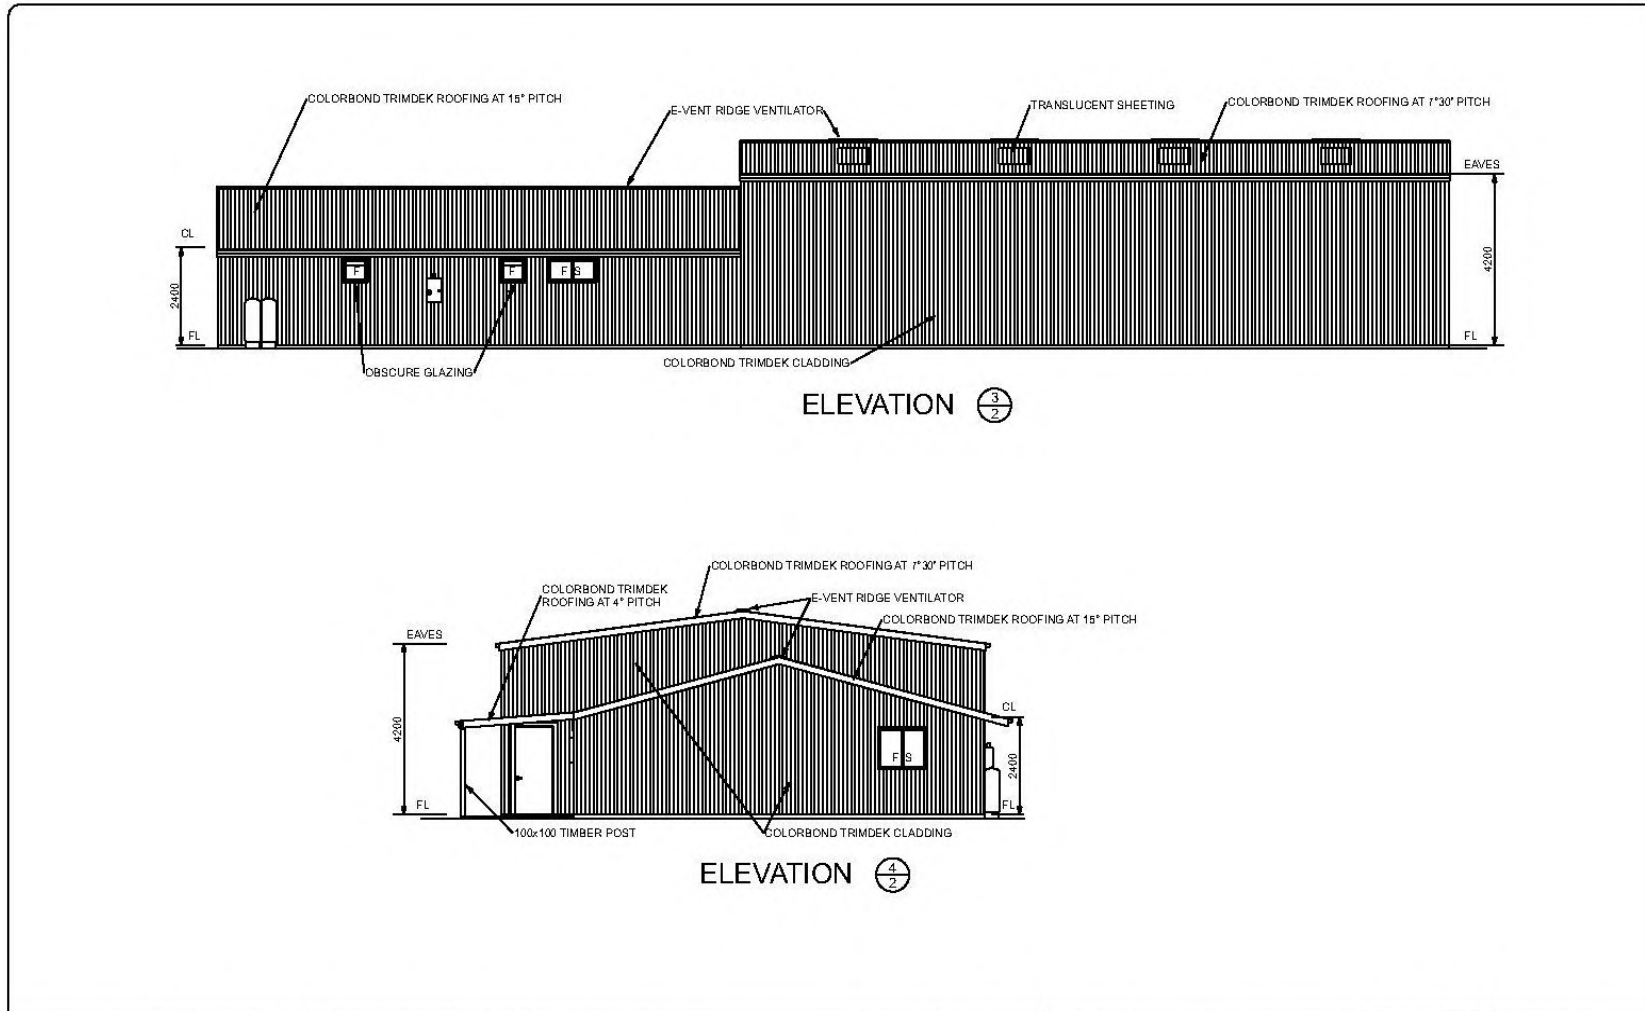 COLORBOND TRIMDEK ROOFING AT 15° PITCH
E-VENT RIDGE VENTILATOR
TRANSLUCENT SHEETING
COLORBOND TRIMDEK ROOFING AT 7°30" PITCH
EAVES
CL
F
F
F S
2400
4200
FL
FL
OBSCURE GLAZING
COLORBOND TRIMDEK CLADDING
ELEVATION 3/2
COLORBOND TRIMDEK ROOFING AT 7°30" PITCH
COLORBOND TRIMDEK
ROOFING AT 4° PITCH
E-VENT RIDGE VENTILATOR
COLORBOND TRIMDEK ROOFING AT 15° PITCH
EAVES
CL
4200
F S
2400
FL
FL
100x100 TIMBER POST
COLORBOND TRIMDEK CLADDING
ELEVATION 4/2